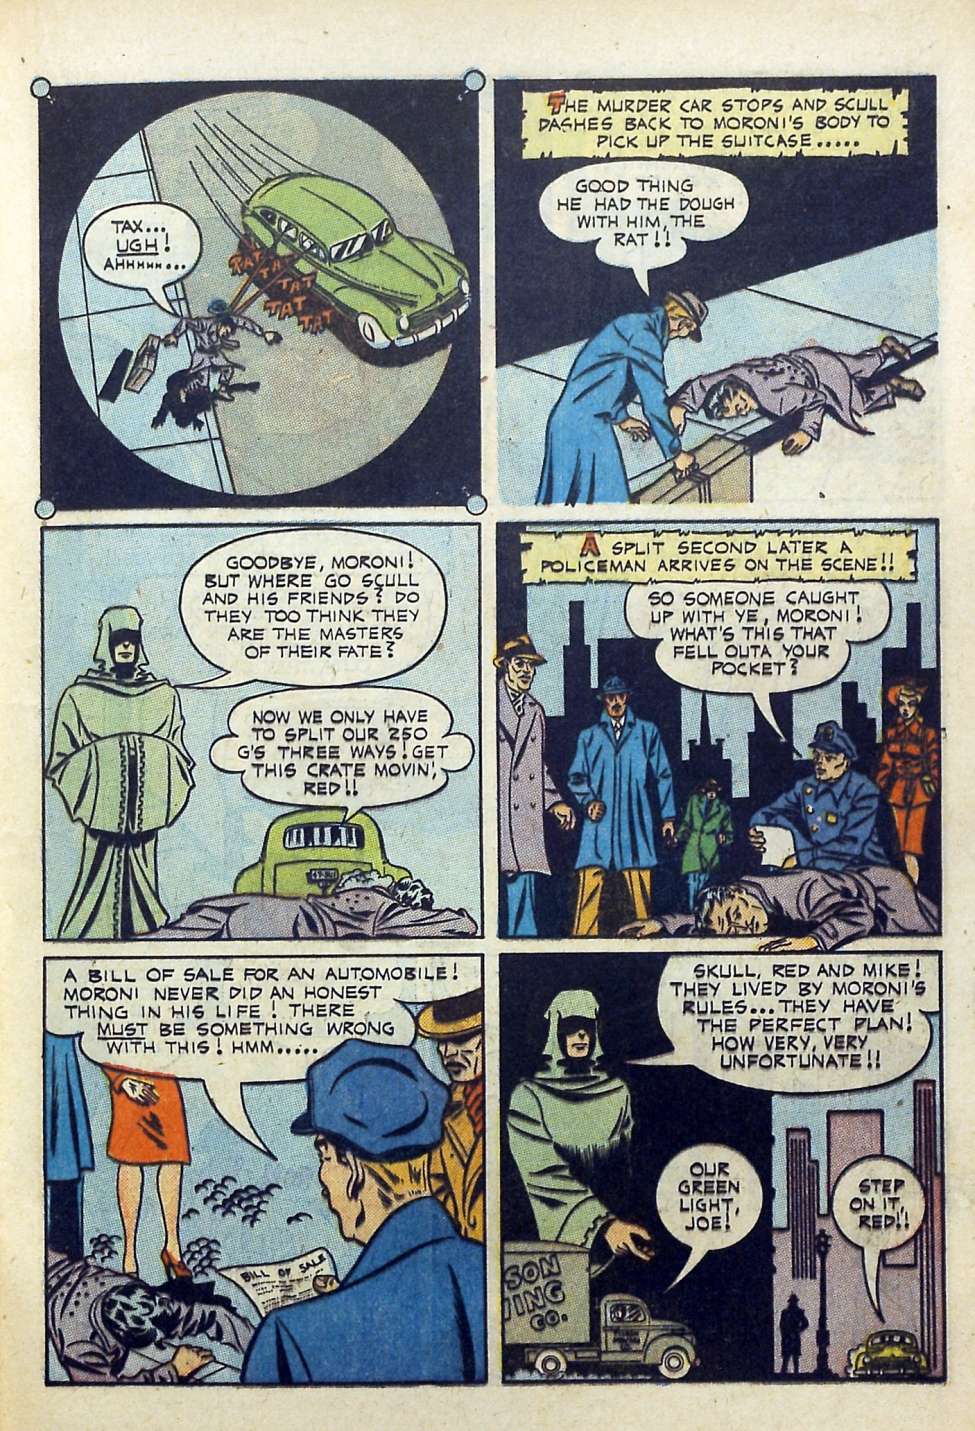 TAX...
UGH!
AHHHHH...
RAT
TAT
TAT
TAT
TAT
THE MURDER CAR STOPS AND SCULL
DASHES BACK TO MORONI'S BODY TO
PICK UP THE SUITCASE.....
GOOD THING
HE HAD THE DOUGH
WITH HIM, THE
RAT!!
GOODBYE, MORONI!
BUT WHERE GO SCULL
AND HIS FRIENDS? DO
THEY TOO THINK THEY
ARE THE MASTERS
OF THEIR FATE?
NOW WE ONLY HAVE
TO SPLIT OUR 250
G'S THREE WAYS! GET
THIS CRATE MOVIN',
RED!!
A SPLIT SECOND LATER A
POLICEMAN ARRIVES ON THE SCENE!!
SO SOMEONE CAUGHT
UP WITH YE, MORONI!
WHAT'S THIS THAT
FELL OUTA YOUR
POCKET?
A BILL OF SALE FOR AN AUTOMOBILE!
MORONI NEVER DID AN HONEST
THING IN HIS LIFE! THERE
MUST BE SOMETHING WRONG
WITH THIS! HMM.....
BILL OF SALE
SKULL, RED AND MIKE!
THEY LIVED BY MORONI'S
RULES...THEY HAVE
THE PERFECT PLAN!
HOW VERY, VERY
UNFORTUNATE!!
OUR
GREEN
LIGHT,
JOE!
STEP
ON IT,
RED!!
SON
VING
CO.